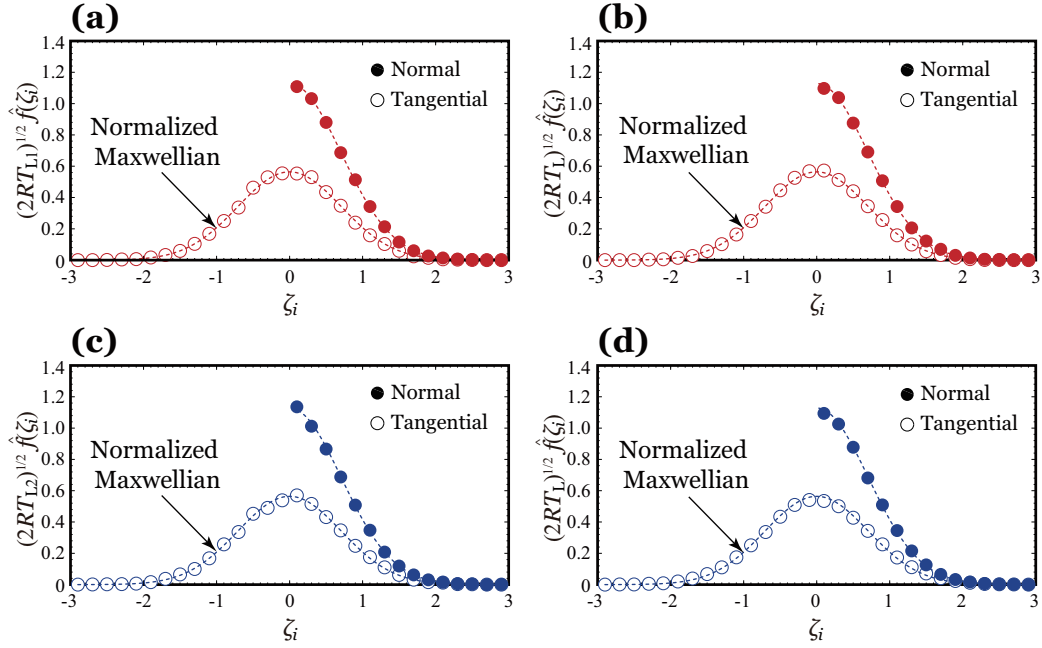 (a)
(2RT_L1)^1/2 f̂(ζ_i)
1.4
1.2
1.0
0.8
0.6
0.4
0.2
0
Normal
Tangential
Normalized
Maxwellian
-3 -2 -1 0 1 2 3
ζ_i
(b)
(2RT_L)^1/2 f̂(ζ_i)
1.4
1.2
1.0
0.8
0.6
0.4
0.2
0
Normal
Tangential
Normalized
Maxwellian
-3 -2 -1 0 1 2 3
ζ_i
(c)
(2RT_L2)^1/2 f̂(ζ_i)
1.4
1.2
1.0
0.8
0.6
0.4
0.2
0
Normal
Tangential
Normalized
Maxwellian
-3 -2 -1 0 1 2 3
ζ_i
(d)
(2RT_L)^1/2 f̂(ζ_i)
1.4
1.2
1.0
0.8
0.6
0.4
0.2
0
Normal
Tangential
Normalized
Maxwellian
-3 -2 -1 0 1 2 3
ζ_i